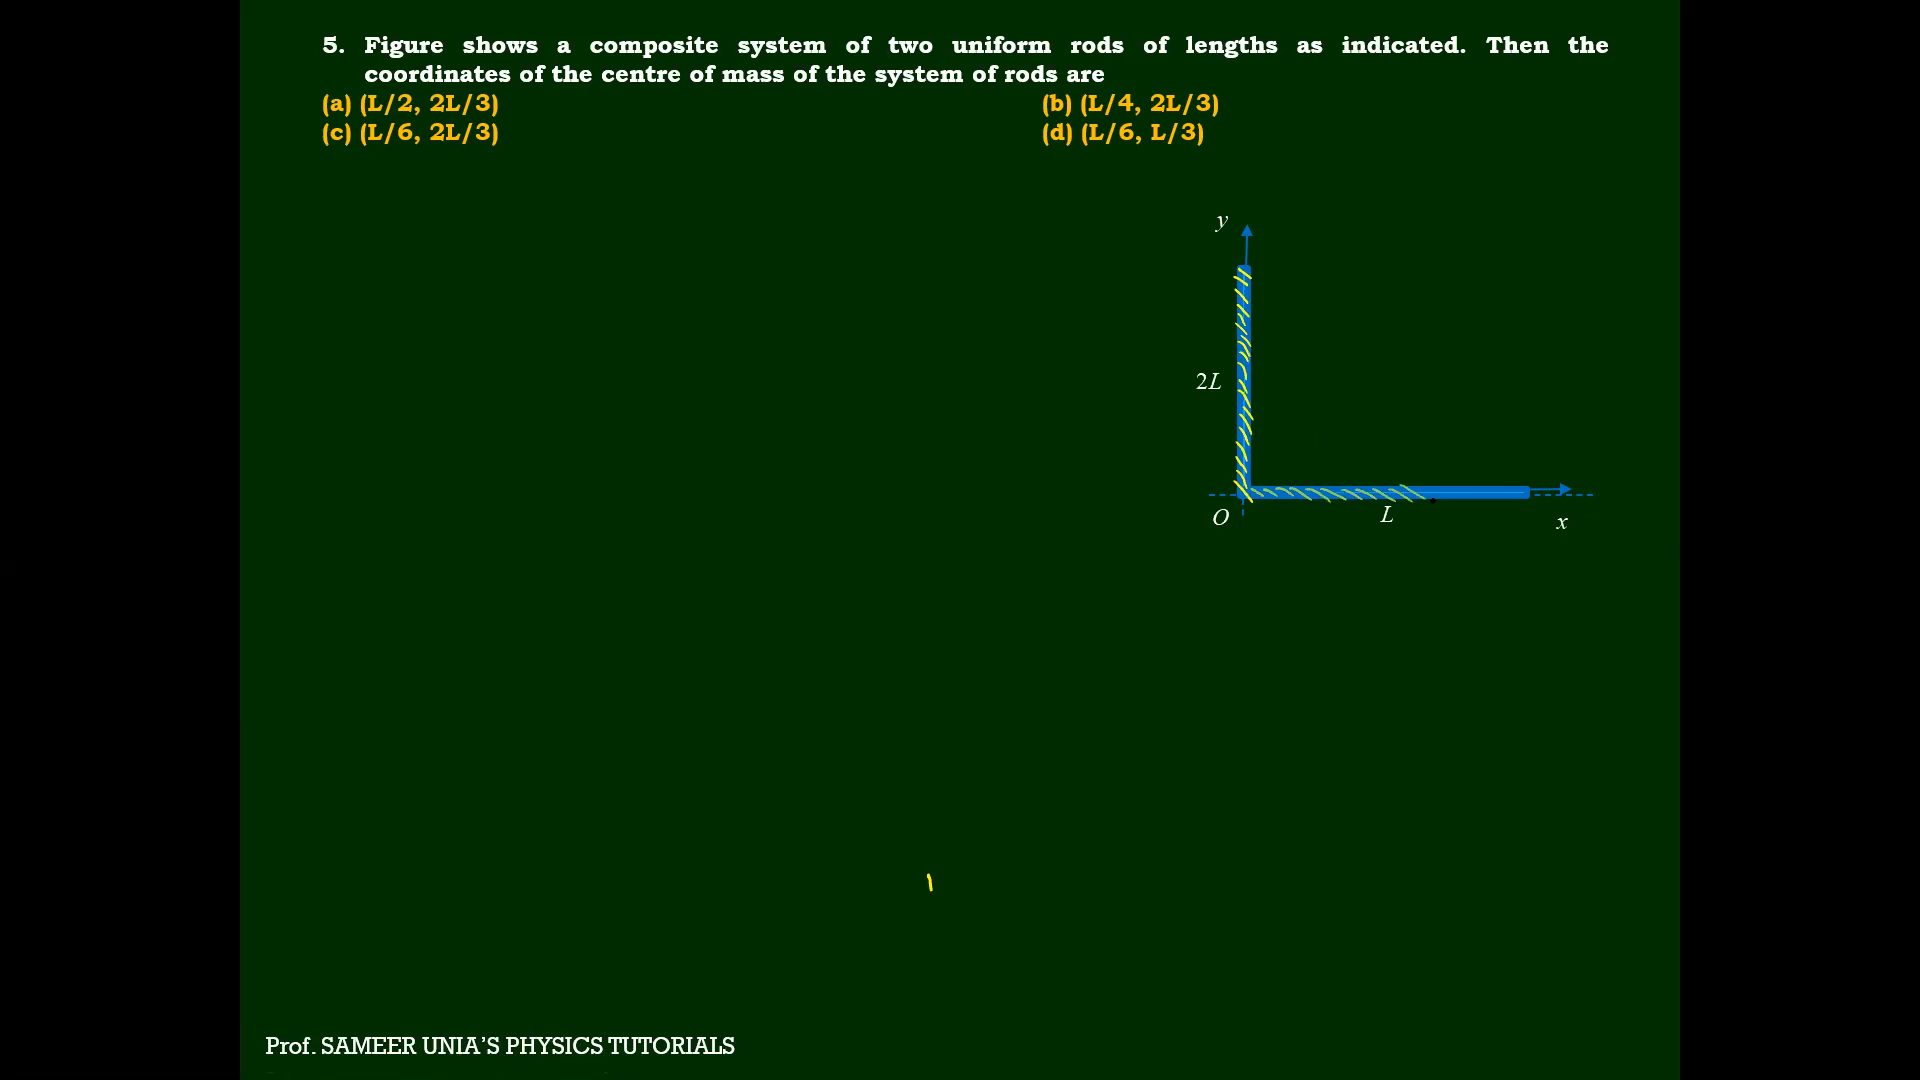 5. Figure shows a composite system of two uniform rods of lengths as indicated. Then the
coordinates of the centre of mass of the system of rods are
(a) (L/2, 2L/3) (b) (L/4, 2L/3)
(c) (L/6, 2L/3) (d) (L/6, L/3)
y
2L
O L x
Prof. SAMEER UNIA'S PHYSICS TUTORIALS